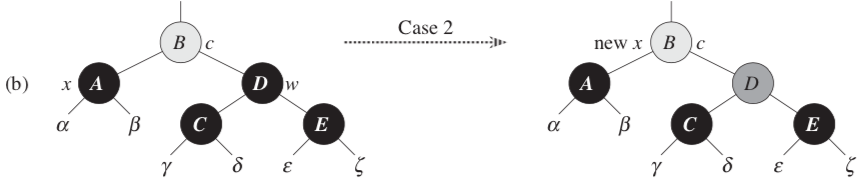 Case 2
B c new x B c
(b) x A D w A D
α β C E α β C E
γ δ ε ζ γ δ ε ζ